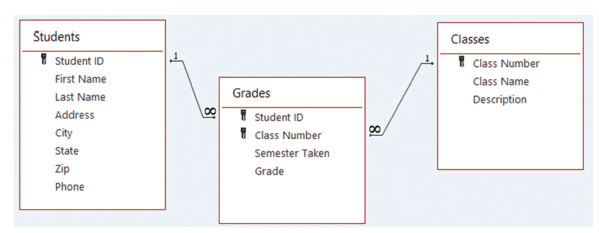 Students
Student ID
First Name
Last Name
Address
City
State
Zip
Phone
1
∞
Grades
Student ID
Class Number
Semester Taken
Grade
1
∞
Classes
Class Number
Class Name
Description